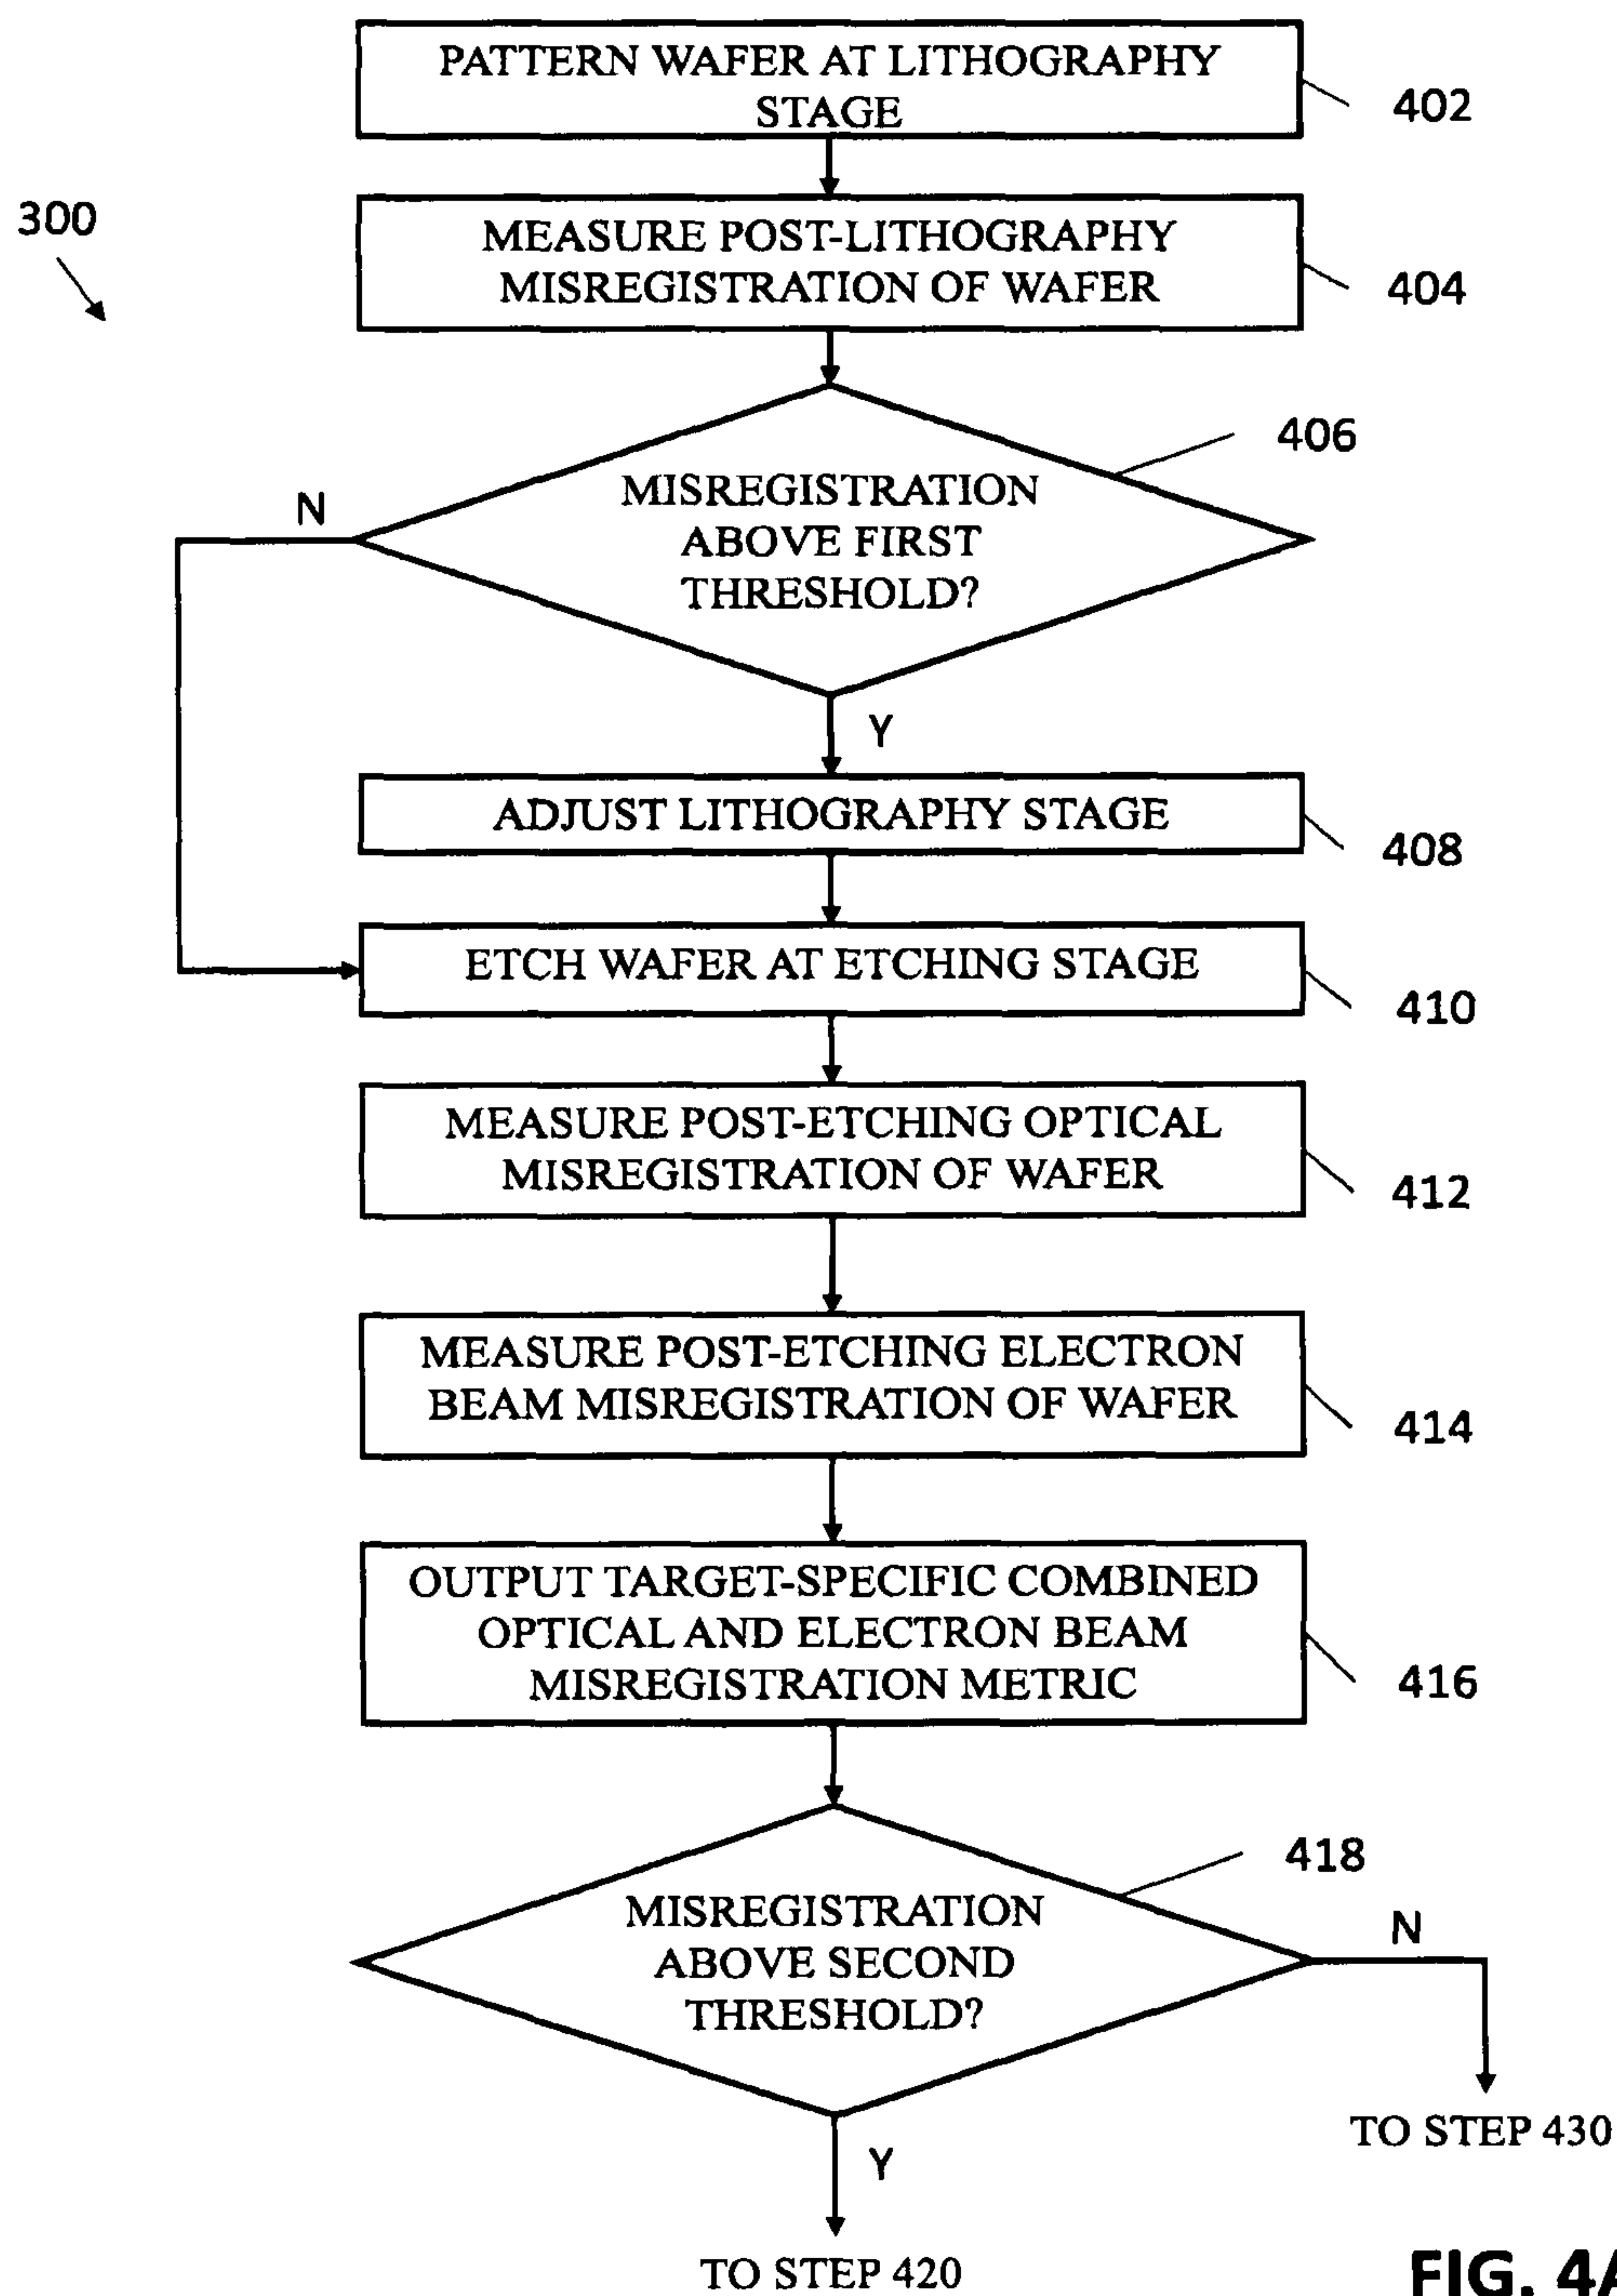 PATTERN WAFER AT LITHOGRAPHY
STAGE
402
300
MEASURE POST-LITHOGRAPHY
MISREGISTRATION OF WAFER
404
406
N
MISREGISTRATION
ABOVE FIRST
THRESHOLD?
Y
ADJUST LITHOGRAPHY STAGE
408
ETCH WAFER AT ETCHING STAGE
410
MEASURE POST-ETCHING OPTICAL
MISREGISTRATION OF WAFER
412
MEASURE POST-ETCHING ELECTRON
BEAM MISREGISTRATION OF WAFER
414
OUTPUT TARGET-SPECIFIC COMBINED
OPTICAL AND ELECTRON BEAM
MISREGISTRATION METRIC
416
418
MISREGISTRATION
ABOVE SECOND
THRESHOLD?
N
TO STEP 430
Y
TO STEP 420
FIG. 4A